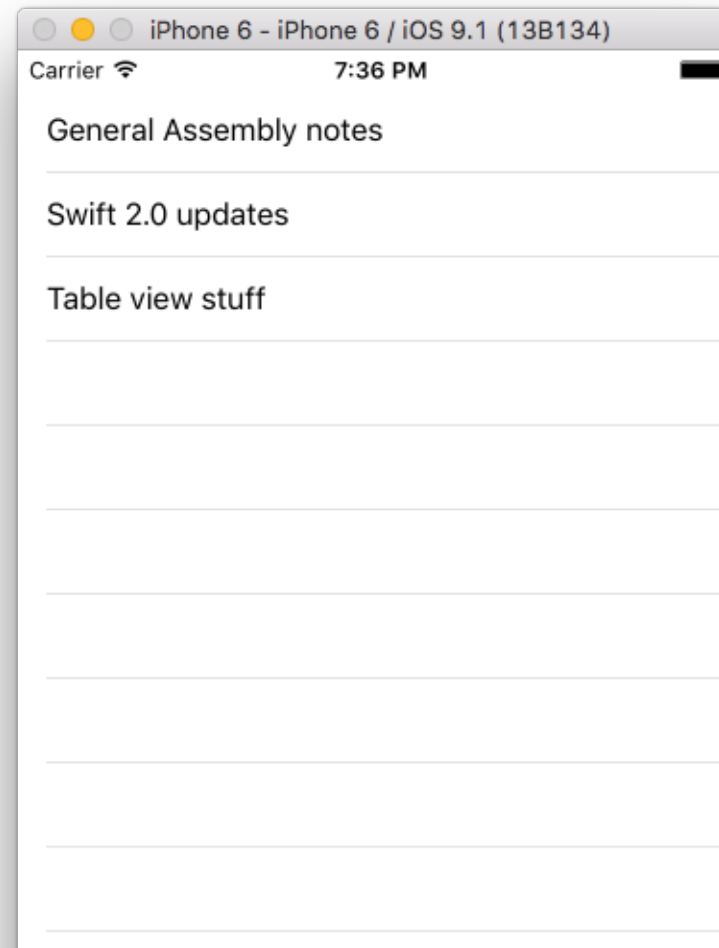 iPhone 6 - iPhone 6 / iOS 9.1 (13B134)
Carrier 7:36 PM
General Assembly notes
Swift 2.0 updates
Table view stuff